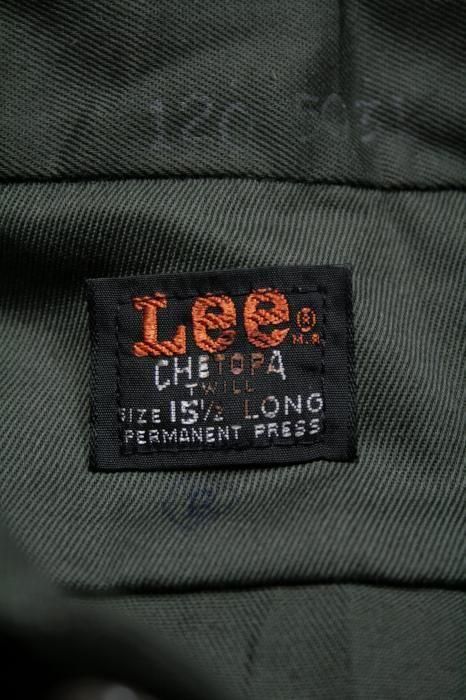 Lee ®
M.R.
CHETOPA
TWILL
SIZE 15½ LONG
PERMANENT PRESS